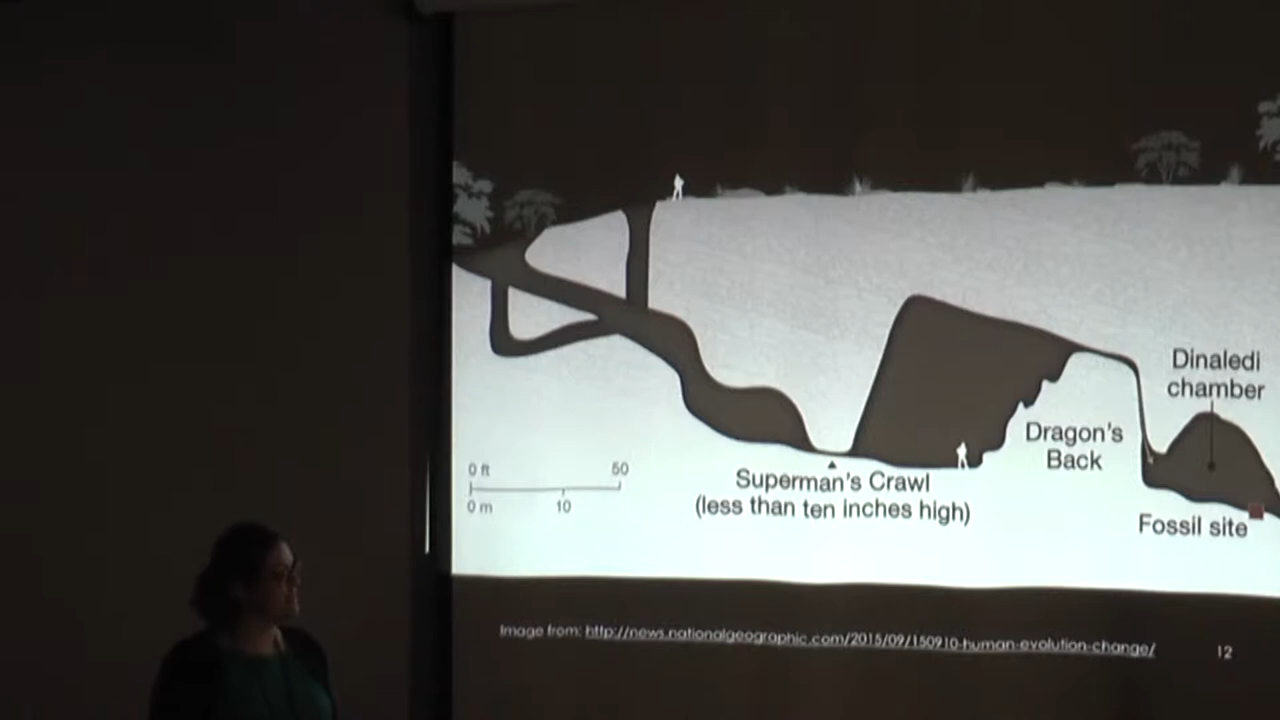 Dinaledi
chamber
Dragon's
Back
0 ft 50
0 m 10
Superman's Crawl
(less than ten inches high)
Fossil site
Image from: http://news.nationalgeographic.com/2015/09/150910-human-evolution-change/
12